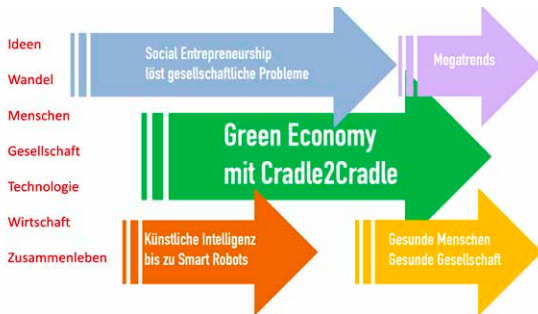 Ideen
Wandel
Menschen
Gesellschaft
Technologie
Wirtschaft
Zusammenleben
Social Entrepreneurship
löst gesellschaftliche Probleme
Megatrends
Green Economy
mit Cradle2Cradle
Künstliche Intelligenz
bis zu Smart Robots
Gesunde Menschen
Gesunde Gesellschaft